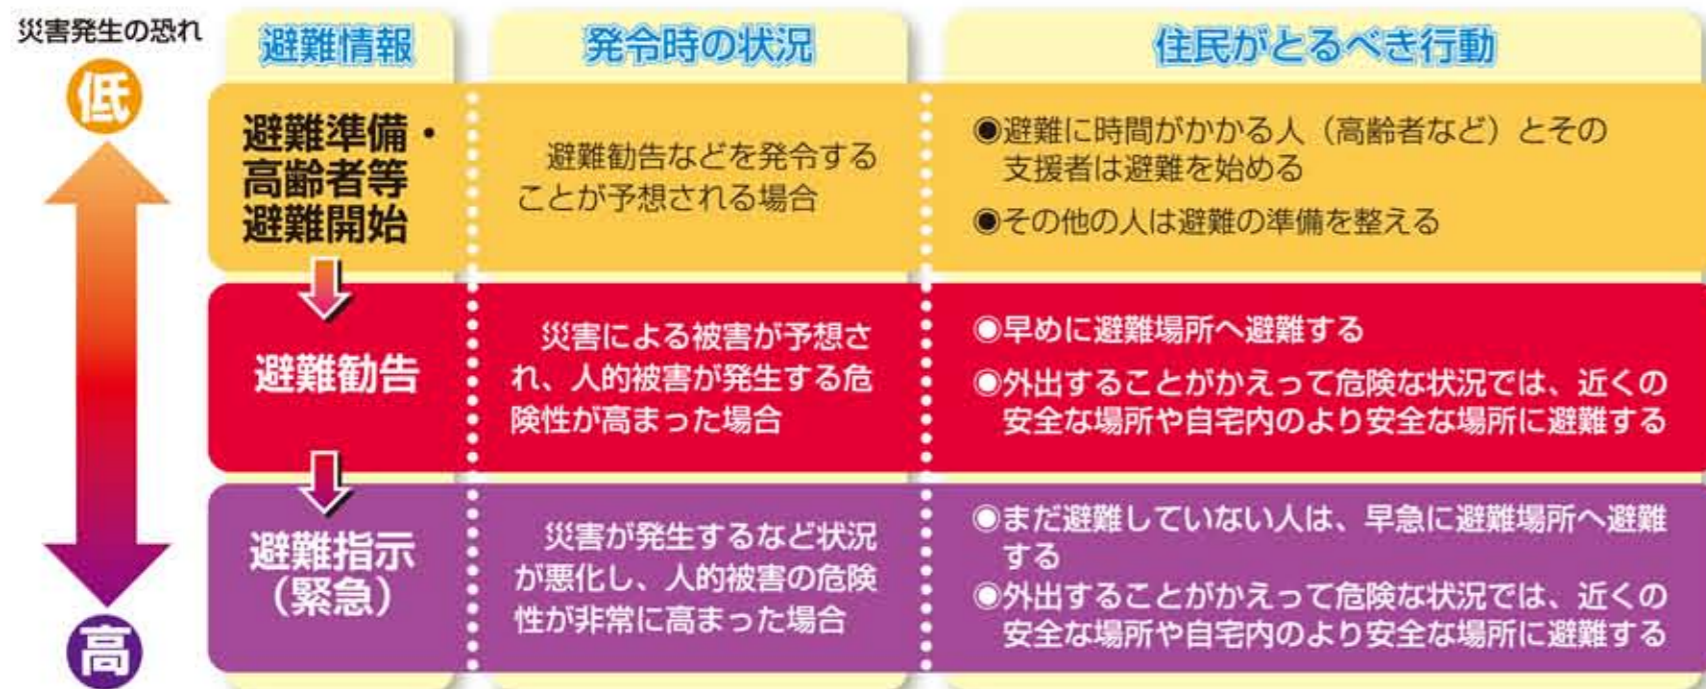 災害発生の恐れ
低
高
避難情報
発令時の状況
住民がとるべき行動
避難準備・
高齢者等
避難開始
避難勧告などを発令する
ことが予想される場合
●避難に時間がかかる人（高齢者など）とその
支援者は避難を始める
●その他の人は避難の準備を整える
避難勧告
災害による被害が予想さ
れ、人的被害が発生する危
険性が高まった場合
◉早めに避難場所へ避難する
◉外出することがかえって危険な状況では、近くの
安全な場所や自宅内のより安全な場所に避難する
避難指示
（緊急）
災害が発生するなど状況
が悪化し、人的被害の危険
性が非常に高まった場合
◉まだ避難していない人は、早急に避難場所へ避難
する
◉外出することがかえって危険な状況では、近くの
安全な場所や自宅内のより安全な場所に避難する